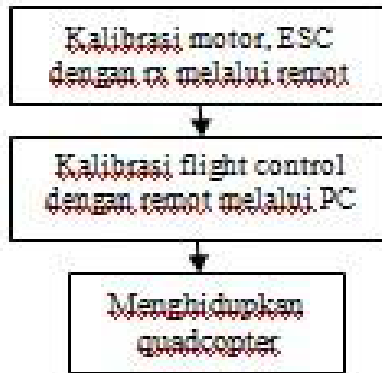 Kalibrasi motor, ESC
dengan rx melalui remot
Kalibrasi flight control
dengan remot melalui PC
Menghidupkan
quadcopter